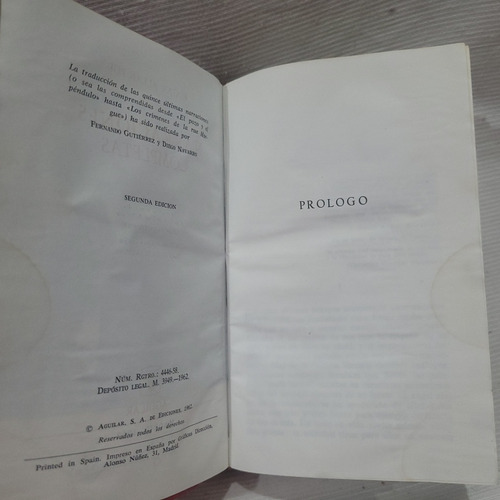 La traducción de las quince últimas narraciones
(o sea las comprendidas desde «El pozo y el
péndulo» hasta «Los crímenes de la rue Mor-
gue») ha sido realizada por
FERNANDO GUTIÉRREZ y DIEGO NAVARRO
SEGUNDA EDICION
NÚM. RGTRO.: 4446-58.
DEPÓSITO LEGAL. M. 3949.—1962.
© AGUILAR, S. A. DE EDICIONES, 1962.
Reservados todos los derechos
Printed in Spain. Impreso en España por Gráficas Dirección,
Alonso Núñez, 31, Madrid.
PROLOGO